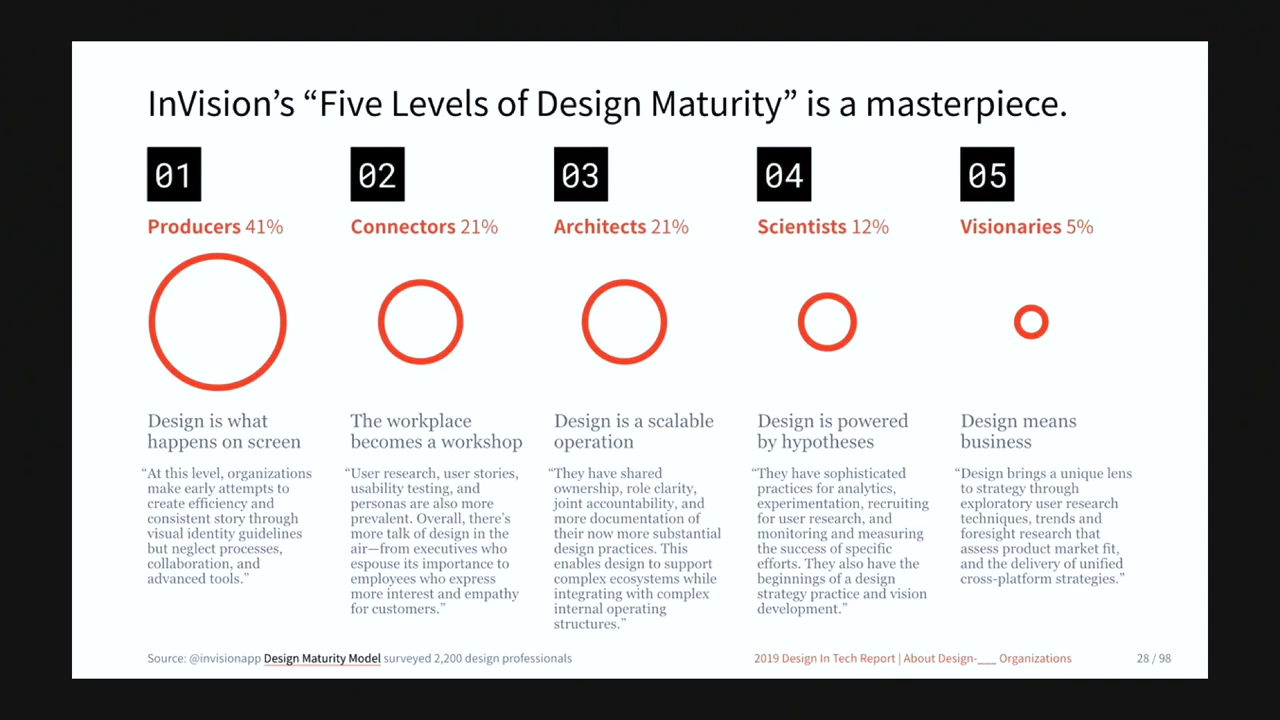 InVision’s “Five Levels of Design Maturity” is a masterpiece.
01
Producers 41%
Design is what
happens on screen
“At this level, organizations
make early attempts to
create efficiency and
consistent story through
visual identity guidelines
but neglect processes,
collaboration, and
advanced tools.”
02
Connectors 21%
The workplace
becomes a workshop
“User research, user stories,
usability testing, and
personas are also more
prevalent. Overall, there’s
more talk of design in the
air—from executives who
espouse its importance to
employees who express
more interest and empathy
for customers.”
03
Architects 21%
Design is a scalable
operation
“They have shared
ownership, role clarity,
joint accountability, and
more documentation of
their now more substantial
design practices. This
enables design to support
complex ecosystems while
integrating with complex
internal operating
structures.”
04
Scientists 12%
Design is powered
by hypotheses
“They have sophisticated
practices for analytics,
experimentation, recruiting
for user research, and
monitoring and measuring
the success of specific
efforts. They also have the
beginnings of a design
strategy practice and vision
development.”
05
Visionaries 5%
Design means
business
“Design brings a unique lens
to strategy through
exploratory user research
techniques, trends and
foresight research that
assess product market fit,
and the delivery of unified
cross-platform strategies.”
Source: @invisionapp Design Maturity Model surveyed 2,200 design professionals
2019 Design In Tech Report | About Design-___ Organizations
28 / 98